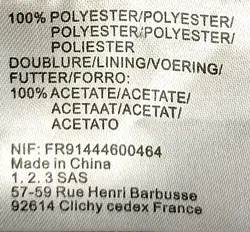 100% POLYESTER/POLYESTER/
POLYESTER/POLYESTER/
POLIESTER
DOUBLURE/LINING/VOERING/
FUTTER/FORRO:
100% ACETATE/ACETATE/
ACETAAT/ACETAT/
ACETATO
NIF: FR91444600464
Made in China
1. 2. 3 SAS
57-59 Rue Henri Barbusse
92614 Clichy cedex France